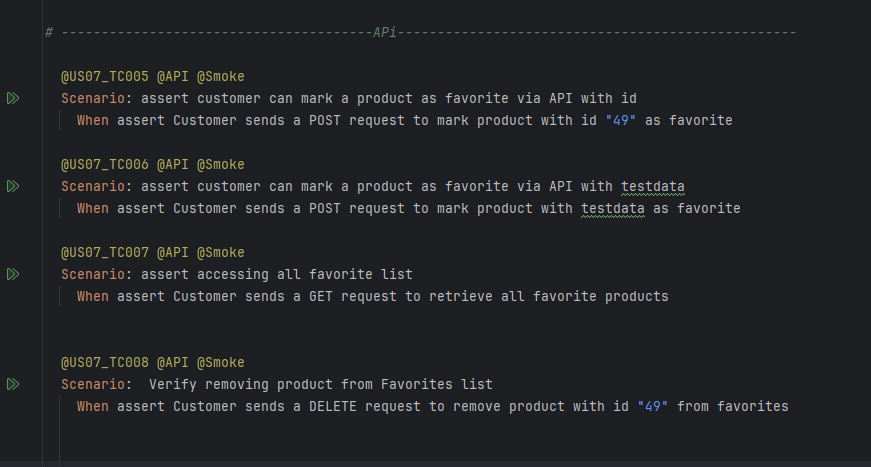 # ---------------------------------------APi--------------------------------------------------
@US07_TC005 @API @Smoke
Scenario: assert customer can mark a product as favorite via API with id
When assert Customer sends a POST request to mark product with id "49" as favorite
@US07_TC006 @API @Smoke
Scenario: assert customer can mark a product as favorite via API with testdata
When assert Customer sends a POST request to mark product with testdata as favorite
@US07_TC007 @API @Smoke
Scenario: assert accessing all favorite list
When assert Customer sends a GET request to retrieve all favorite products
@US07_TC008 @API @Smoke
Scenario:  Verify removing product from Favorites list
When assert Customer sends a DELETE request to remove product with id "49" from favorites